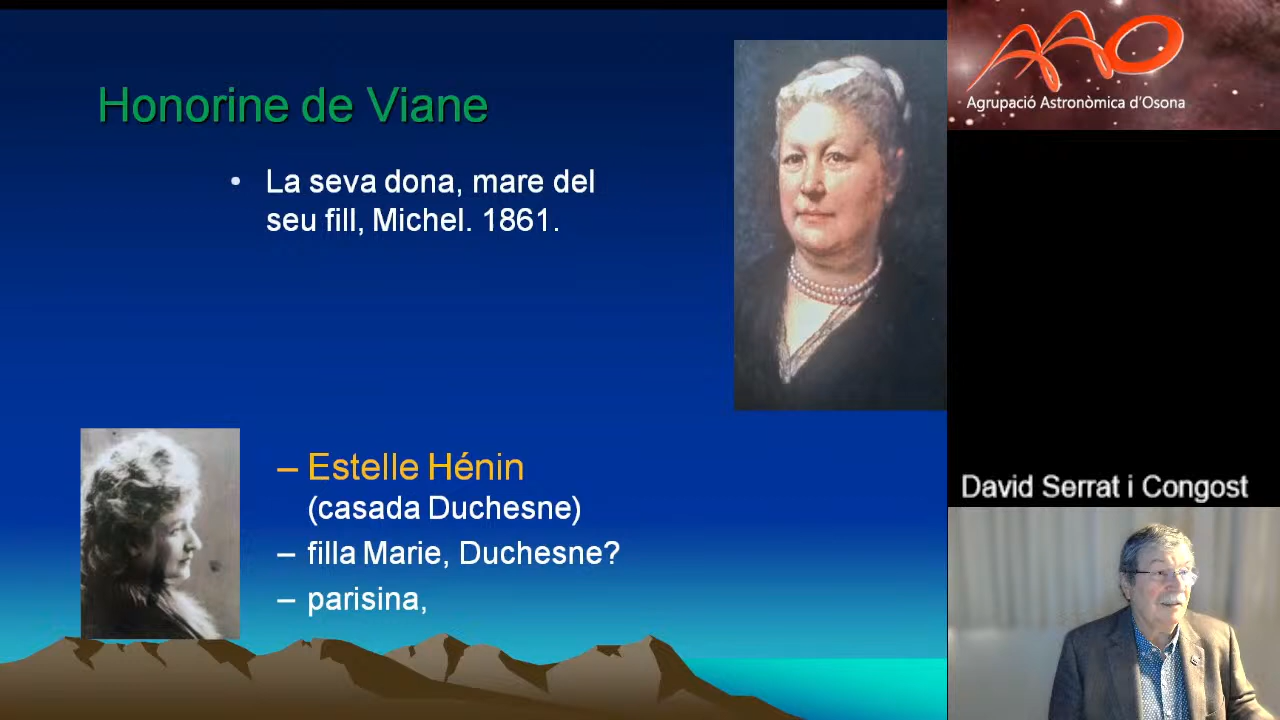 Honorine de Viane
• La seva dona, mare del
seu fill, Michel. 1861.
– Estelle Hénin
(casada Duchesne)
– filla Marie, Duchesne?
– parisina,
AAO
Agrupació Astronòmica d'Osona
David Serrat i Congost